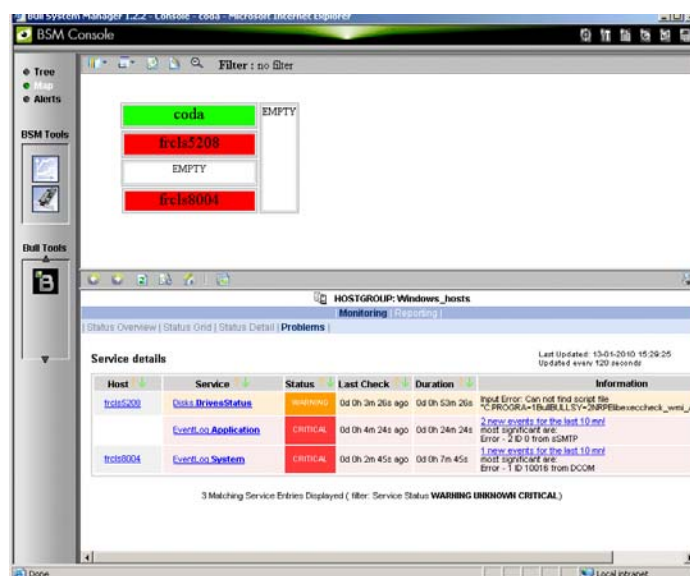 Bull System Manager 1.2.2 - Console - coda - Microsoft Internet Explorer
BSM Console
Tree
Map
Alerts
BSM Tools
Bull Tools
Filter : no filter
coda
EMPTY
frcls5208
EMPTY
frcls8004
HOSTGROUP: Windows_hosts
Monitoring | Reporting |
| Status Overview | Status Grid | Status Detail | Problems |
Service details
Last Updated: 13-01-2010 15:29:25
Updated every 120 seconds
Host Service Status Last Check Duration Information
frcls5208 Disks.DrivesStatus WARNING 0d 0h 3m 26s ago 0d 0h 53m 26s Input Error: Can not find script file
"C:PROGRA~1BullBULLSY~2NRPElibexeccheck_wmi_
EventLog.Application CRITICAL 0d 0h 4m 24s ago 0d 0h 24m 24s 2 new events for the last 10 mn!
most significant are:
Error - 2 ID 0 from sSMTP
frcls8004 EventLog.System CRITICAL 0d 0h 2m 45s ago 0d 0h 7m 45s 1 new events for the last 10 mn!
most significant are:
Error - 1 ID 10016 from DCOM
3 Matching Service Entries Displayed ( filter: Service Status WARNING UNKNOWN CRITICAL)
Done
Local intranet